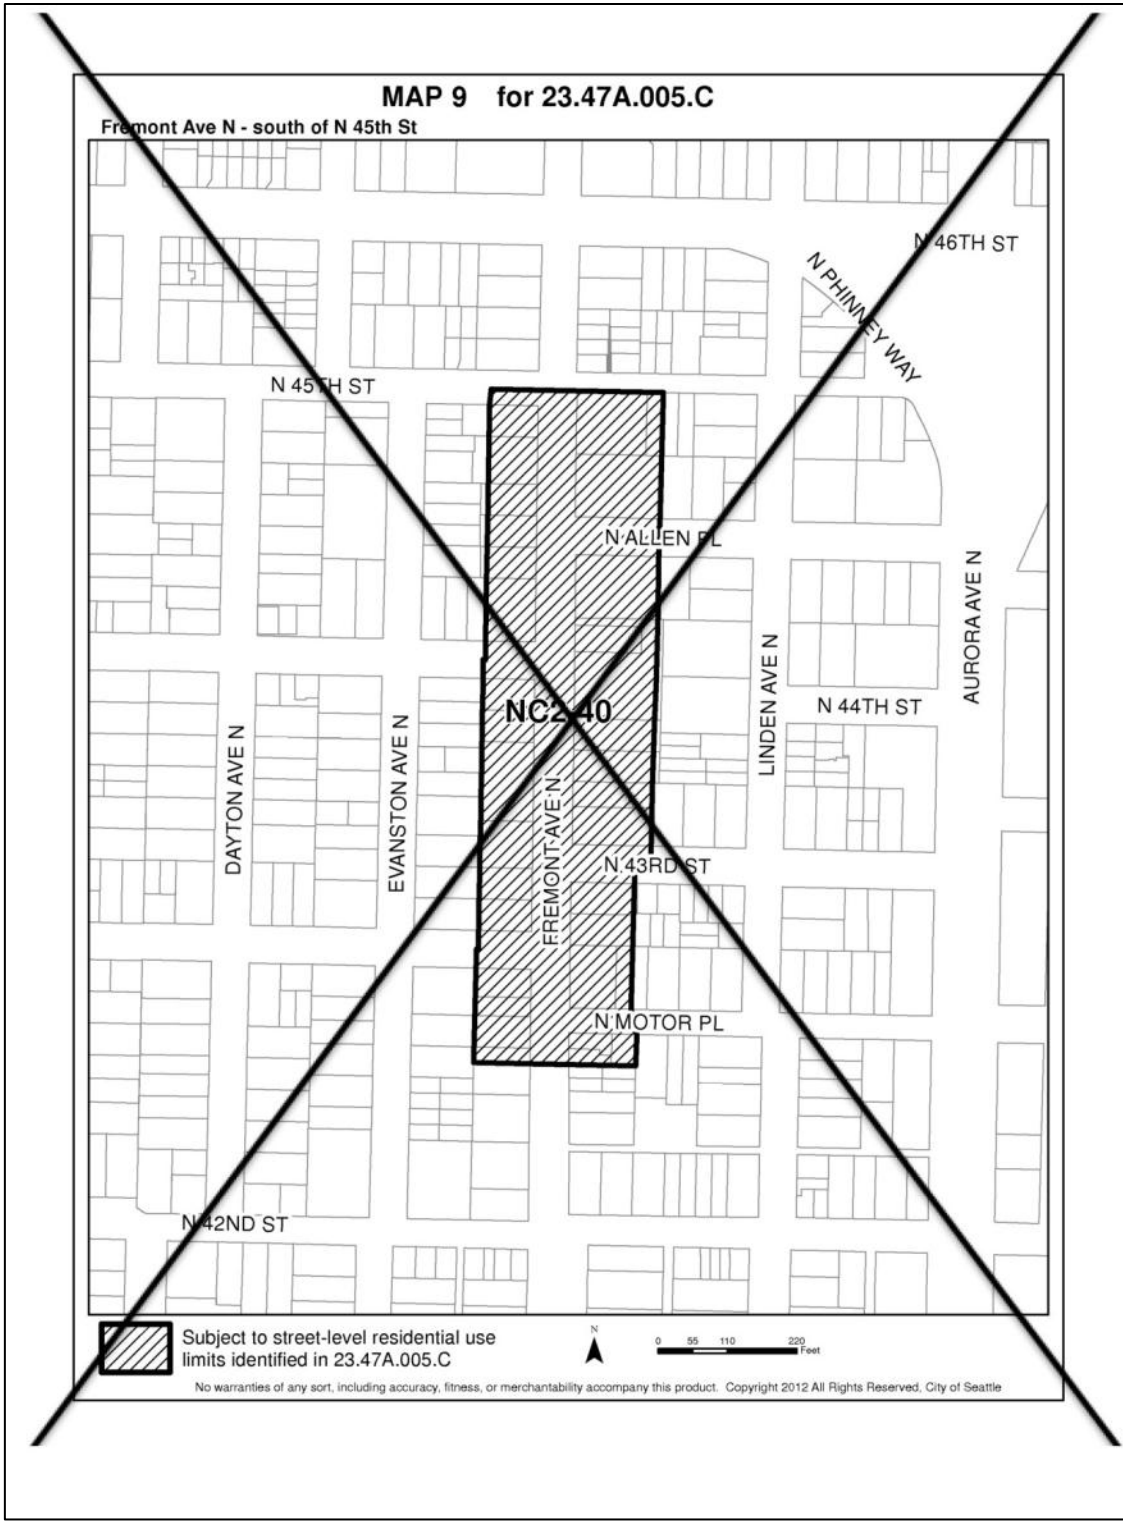 MAP 9 for 23.47A.005.C
Fremont Ave N - south of N 45th St
N 46TH ST
N PHINNEY WAY
N 45TH ST
N ALLEN PL
AURORA AVE N
LINDEN AVE N
N 44TH ST
NC2-40
DAYTON AVE N
EVANSTON AVE N
FREMONT AVE N
N 43RD ST
N MOTOR PL
N 42ND ST
Subject to street-level residential use
limits identified in 23.47A.005.C
N
0 55 110 220
Feet
No warranties of any sort, including accuracy, fitness, or merchantability accompany this product. Copyright 2012 All Rights Reserved, City of Seattle